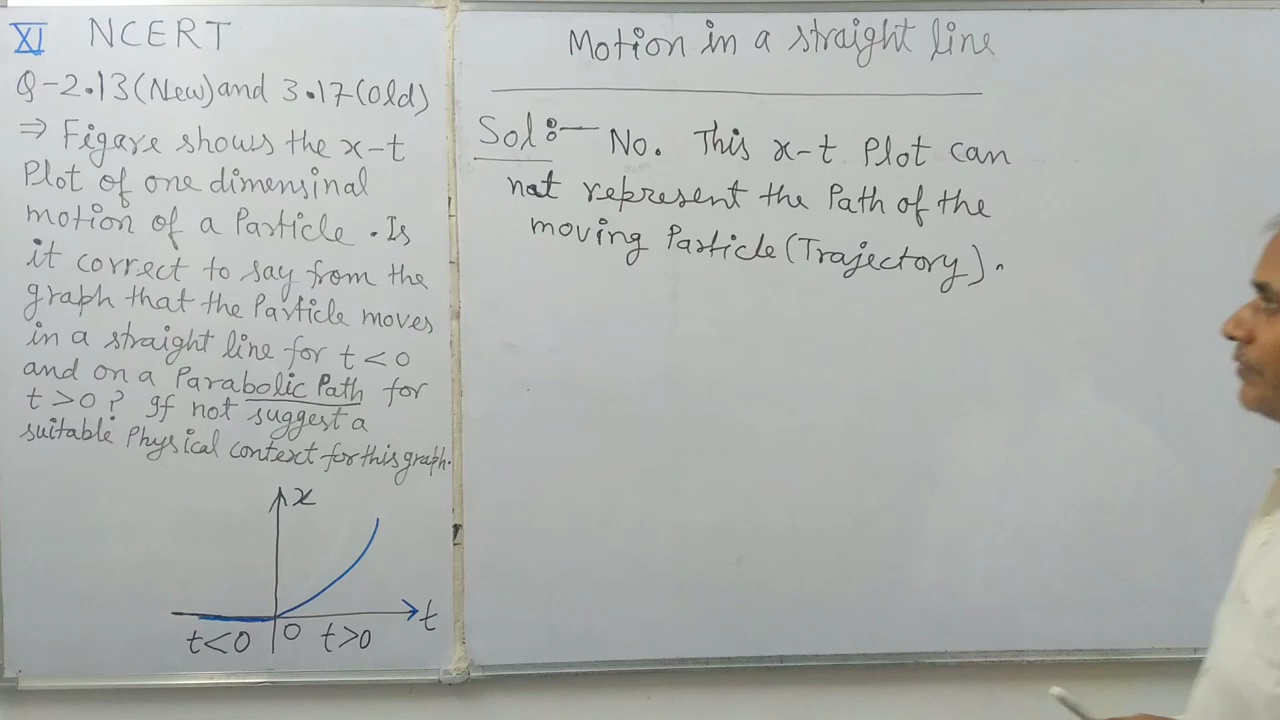 XI NCERT
Q-2.13(New) and 3.17(Old)
⇒ Figare shows the x-t
Plot of one dimensinal
motion of a Particle. Is
it correct to say from the
graph that the Particle moves
in a straight line for t<0
and on a Parabolic Path for
t>0? If not suggest a
suitable Physical context for this graph.
x
t
t<0 0 t>0
Motion in a straight line
Sol:— No. This x-t Plot can
not represent the Path of the
moving Particle (Trajectory).